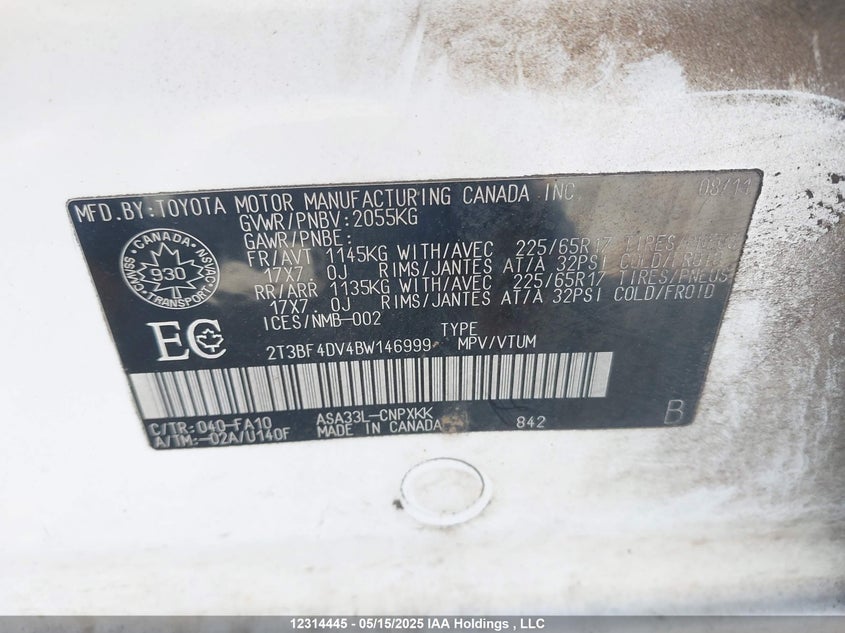 MFD.BY:TOYOTA MOTOR MANUFACTURING CANADA INC 08/11
GVWR/PNBV:2055KG
GAWR/PNBE:
FR/AVT 1145KG WITH/AVEC 225/65R17 TIRES/PNEUS
17X7.0J RIMS/JANTES AT/A 32PSI COLD/FROID
RR/ARR 1135KG WITH/AVEC 225/65R17 TIRES/PNEUS
17X7.0J RIMS/JANTES AT/A 32PSI COLD/FROID
ICES/NMB-002
TYPE
2T3BF4DV4BW146999 MPV/VTUM
CANADA
930
TRANSPORT
CMVSS
NSVAC
EC
C/TR:040-FA10 ASA33L-CNPXKK
A/TM:-02A/U140F MADE IN CANADA 842 B
12314445 - 05/15/2025 IAA Holdings , LLC